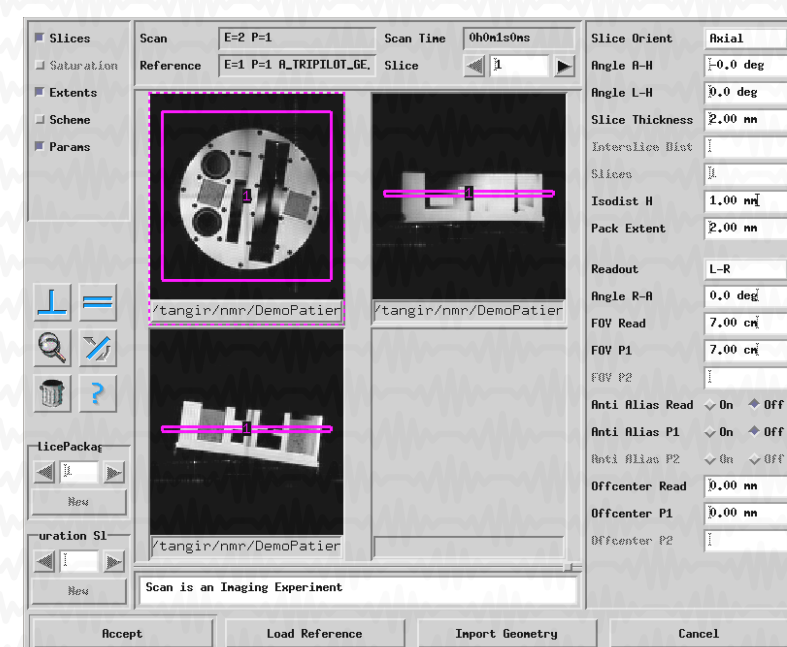 Slices
Saturation
Extents
Scheme
Params
Scan E=2 P=1 Scan Time 0h0m1s0ms
Reference E=1 P=1 A_TRIPILOT_GE. Slice 1
1
/tangir/nmr/DemoPatier
1
/tangir/nmr/DemoPatier
1
/tangir/nmr/DemoPatier
licePackag
1
New
uration Sl
New
Scan is an Imaging Experiment
Slice Orient Axial
Angle A-H -0.0 deg
Angle L-H 0.0 deg
Slice Thickness 2.00 mm
Interslice Dist
Slices 1
Isodist H 1.00 mm
Pack Extent 2.00 mm
Readout L-R
Angle R-A 0.0 deg
FOV Read 7.00 cm
FOV P1 7.00 cm
FOV P2
Anti Alias Read On Off
Anti Alias P1 On Off
Anti Alias P2 On Off
Offcenter Read 0.00 mm
Offcenter P1 0.00 mm
Offcenter P2
Accept Load Reference Import Geometry Cancel